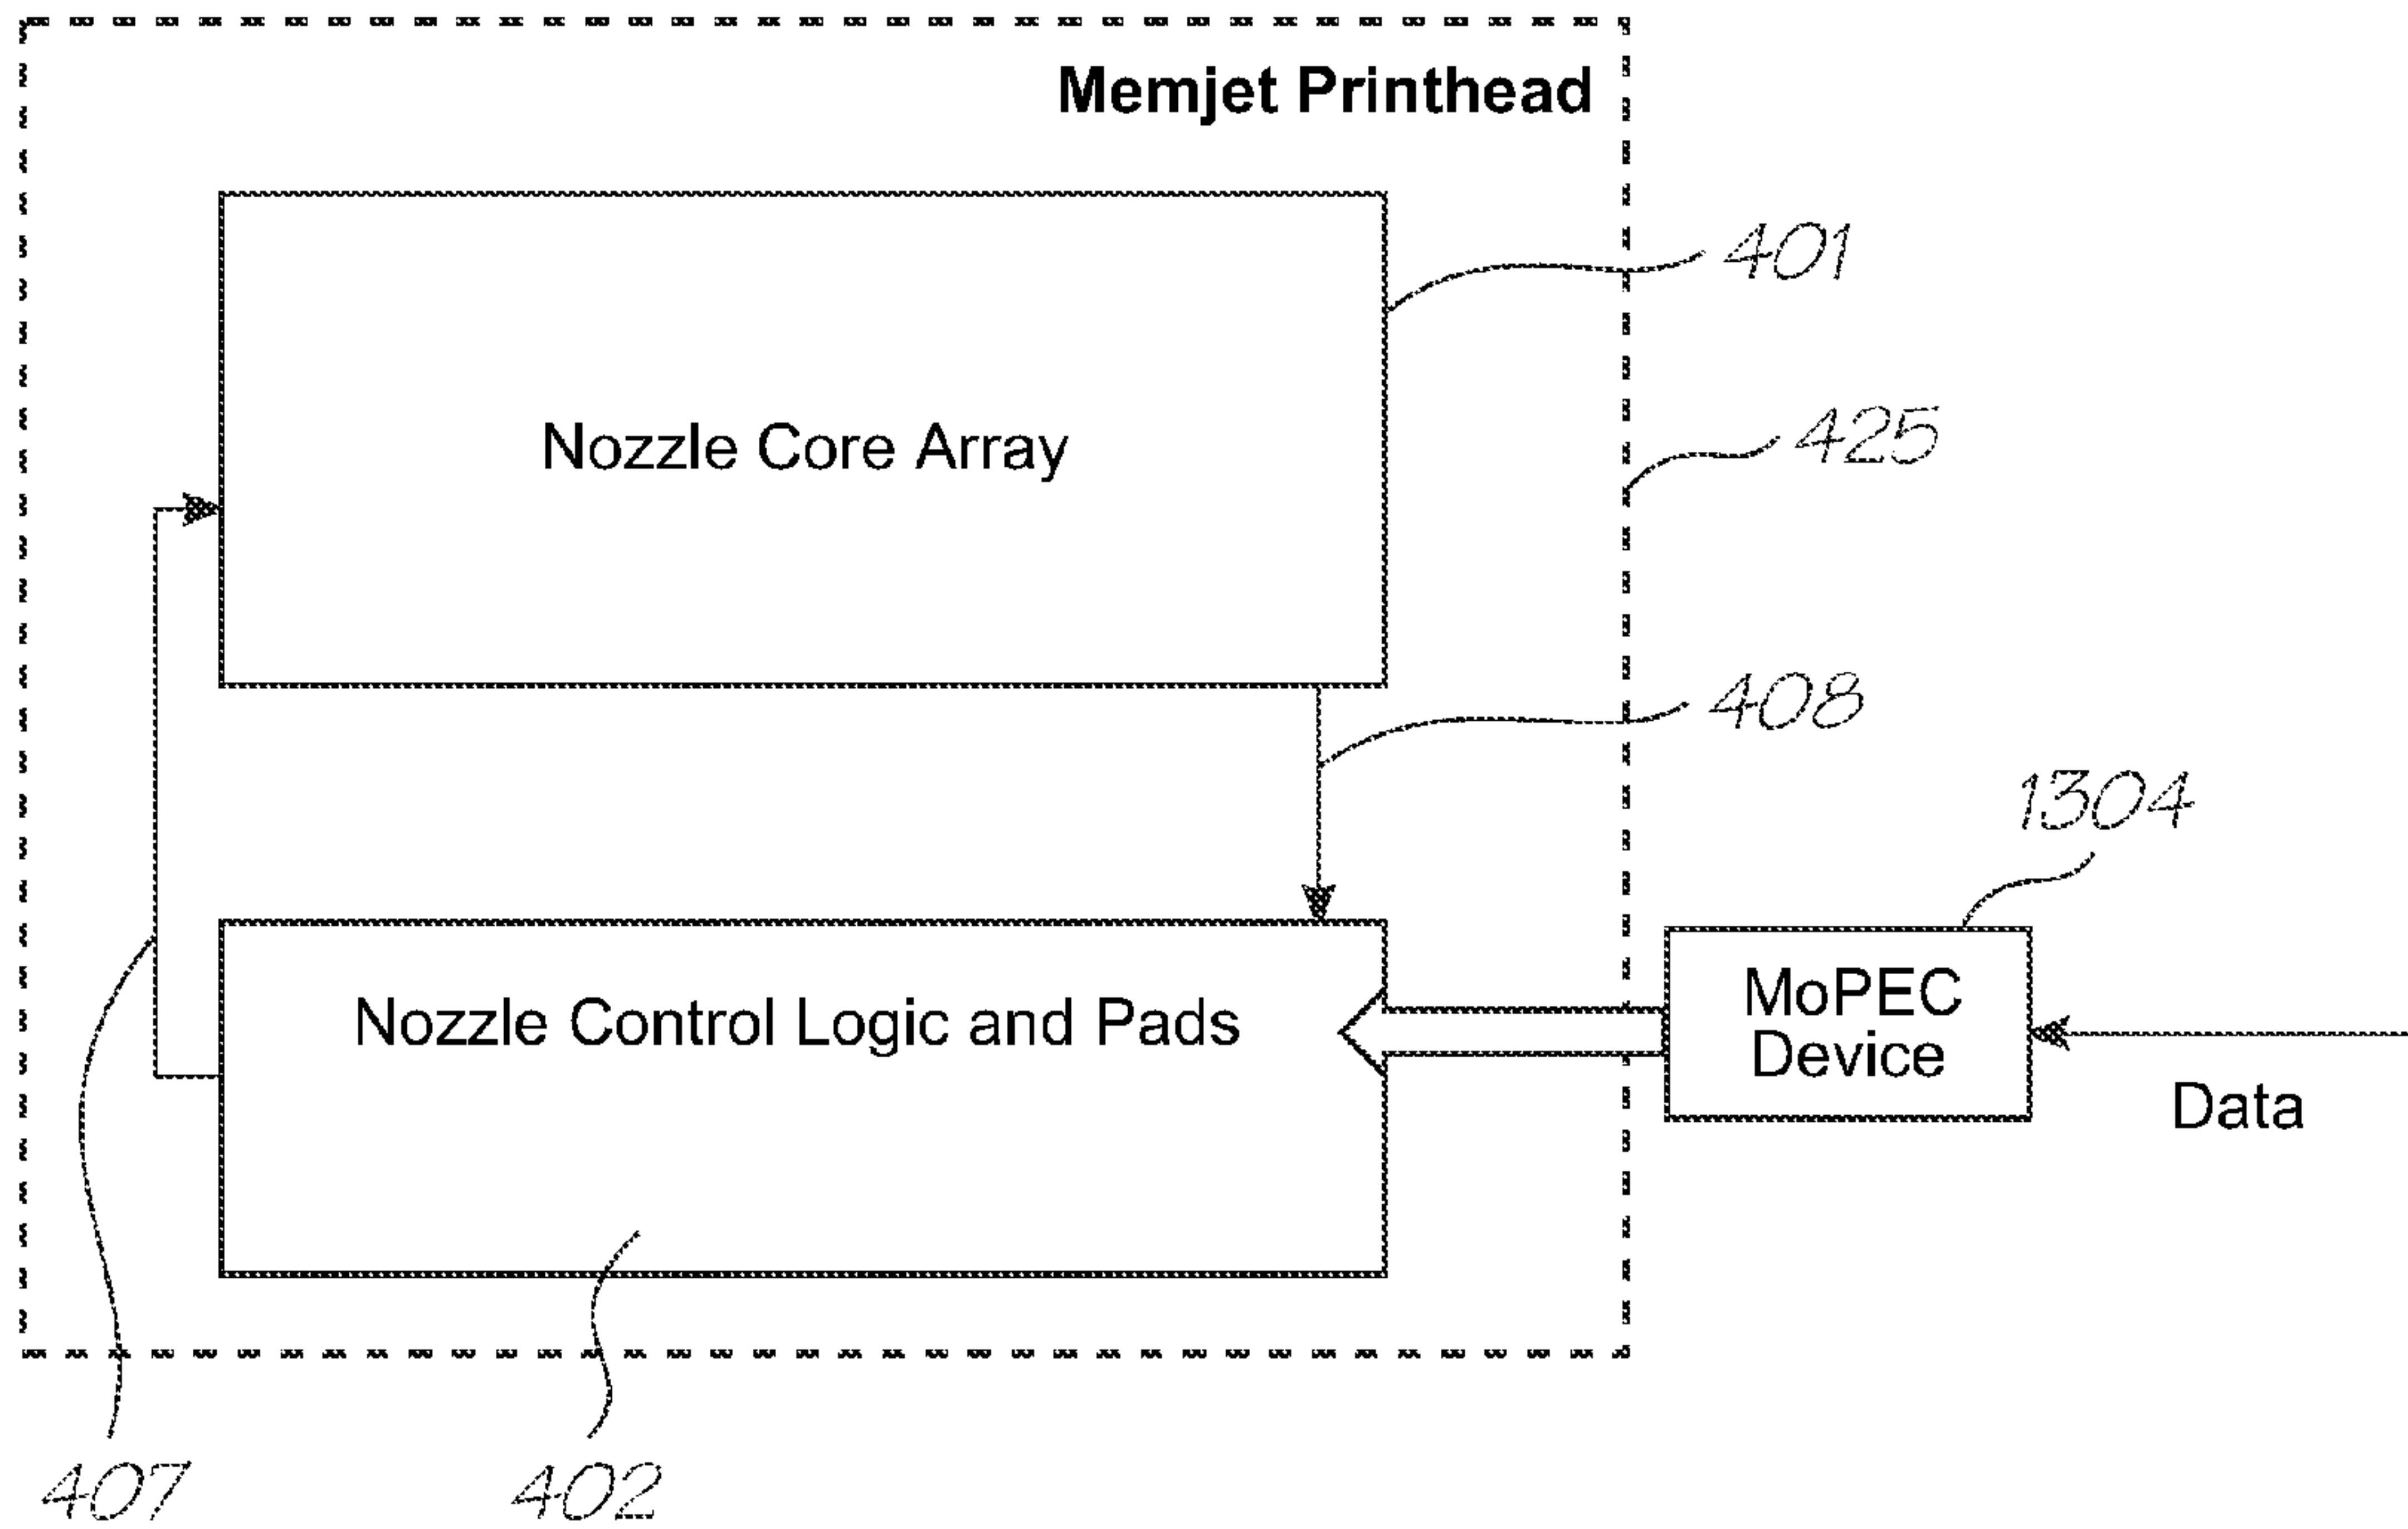 Memjet Printhead
401
Nozzle Core Array
425
408
1304
MoPEC
Device
Nozzle Control Logic and Pads
Data
407
402